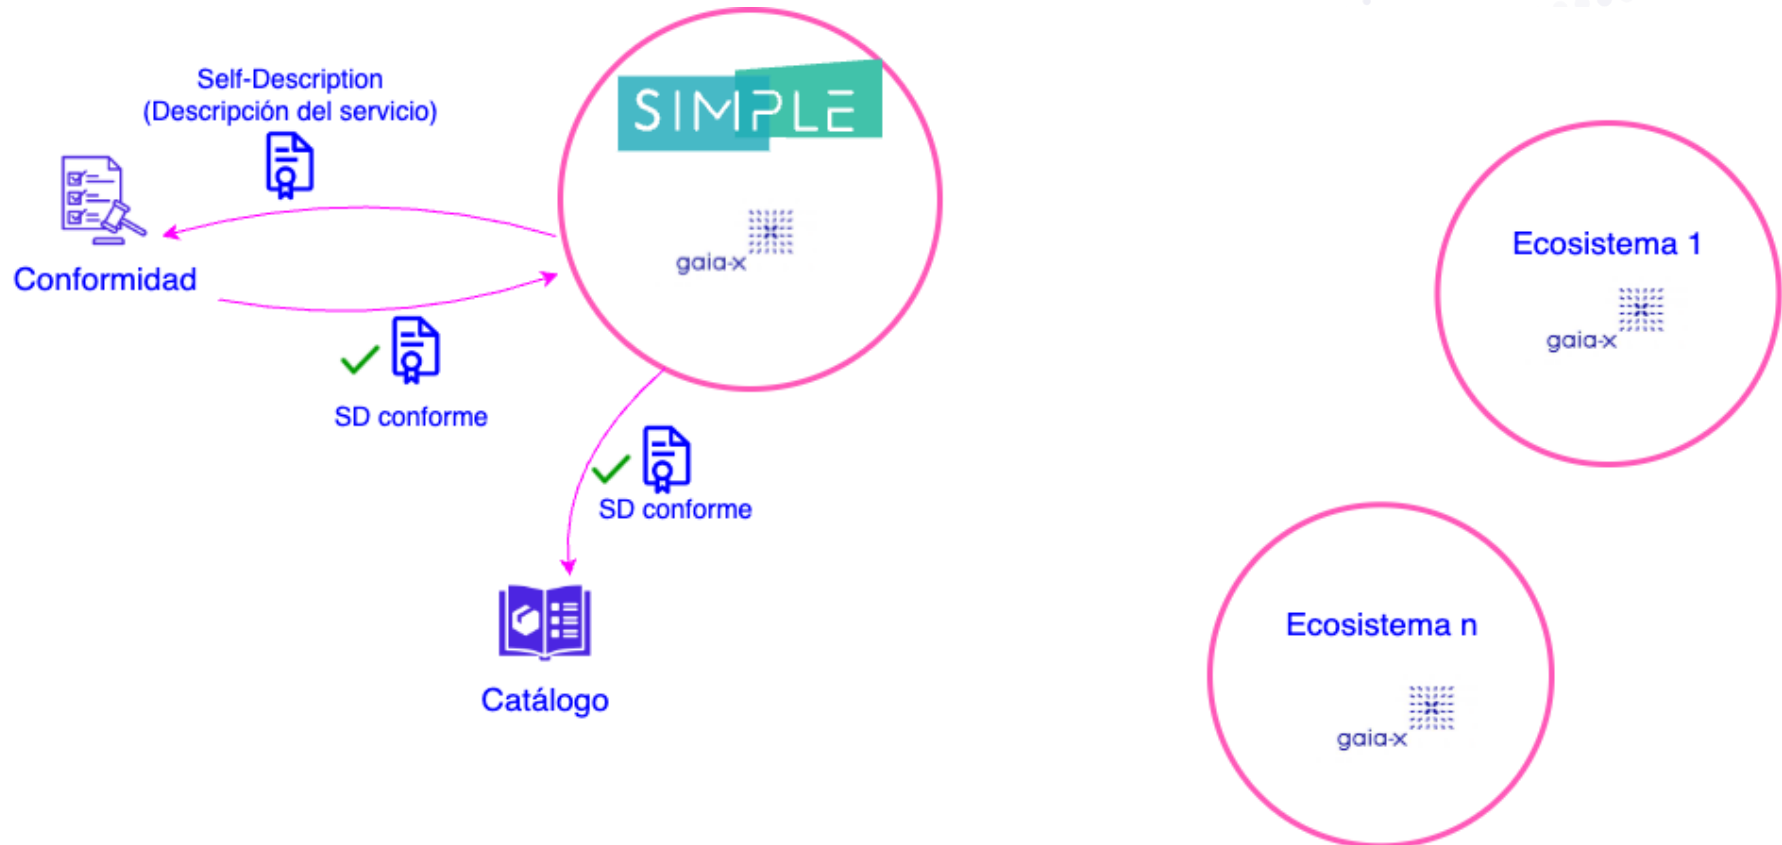 Self-Description
(Descripción del servicio)
SIMPLE
gaia-x
Conformidad
SD conforme
SD conforme
Catálogo
Ecosistema 1
gaia-x
Ecosistema n
gaia-x